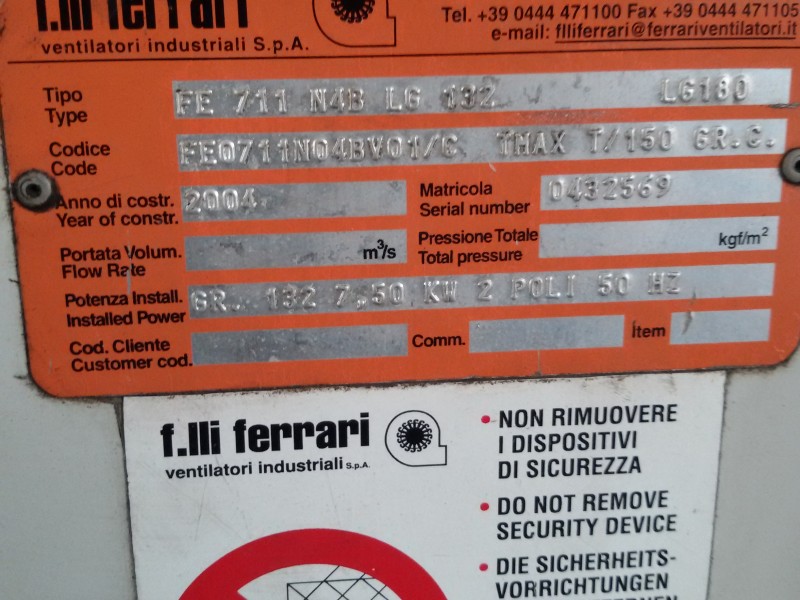 f.lli ferrari
ventilatori industriali S.p.A.
Tel. +39 0444 471100 Fax +39 0444 471105
e-mail: flliferrari@ferrariventilatori.it
Tipo
Type
FE 711 N4B LG 132 LG180
Codice
Code
FE0711N04BV01/C TMAX T/150 GR.C.
Anno di costr.
Year of constr.
2004
Matricola
Serial number
0432569
Portata Volum.
Flow Rate
m³/s
Pressione Totale
Total pressure
kgf/m²
Potenza Install.
Installed Power
GR. 132 7,50 KW 2 POLI 50 HZ
Cod. Cliente
Customer cod.
Comm.
Ítem
f.lli ferrari
ventilatori industriali S.p.A.
• NON RIMUOVERE
I DISPOSITIVI
DI SICUREZZA
• DO NOT REMOVE
SECURITY DEVICE
• DIE SICHERHEITS-
VORRICHTUNGEN